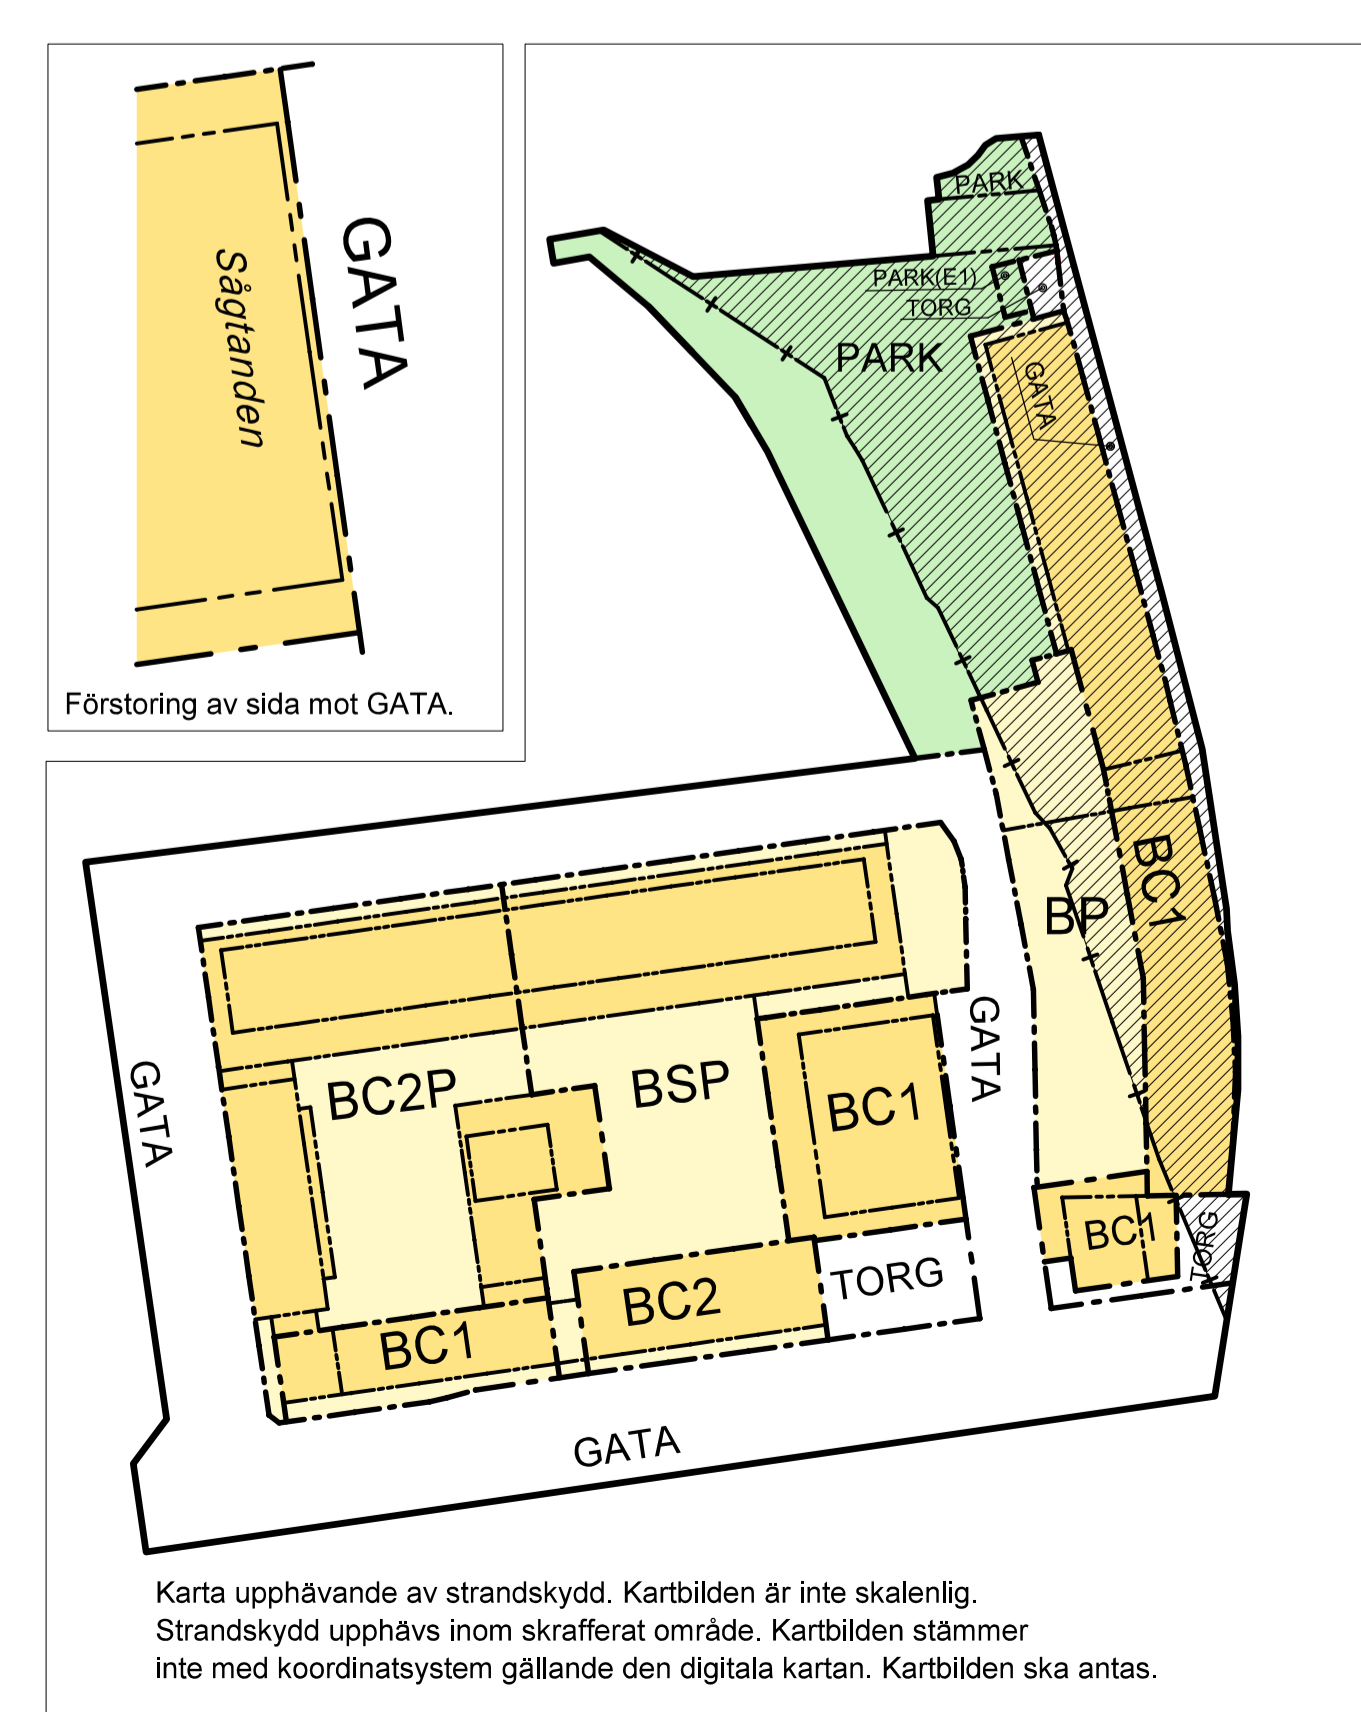 GATA
Sågtanden
Förstoring av sida mot GATA.
PARK
PARK(E1)
TORG
PARK
GATA
BC1
BP
GATA
GATA
BC2P
BSP
BC1
BC1
TORG
BC1
BC2
TORG
GATA
Karta upphävande av strandskydd. Kartbilden är inte skalenlig.
Strandskydd upphävs inom skrafferat område. Kartbilden stämmer
inte med koordinatsystem gällande den digitala kartan. Kartbilden ska antas.